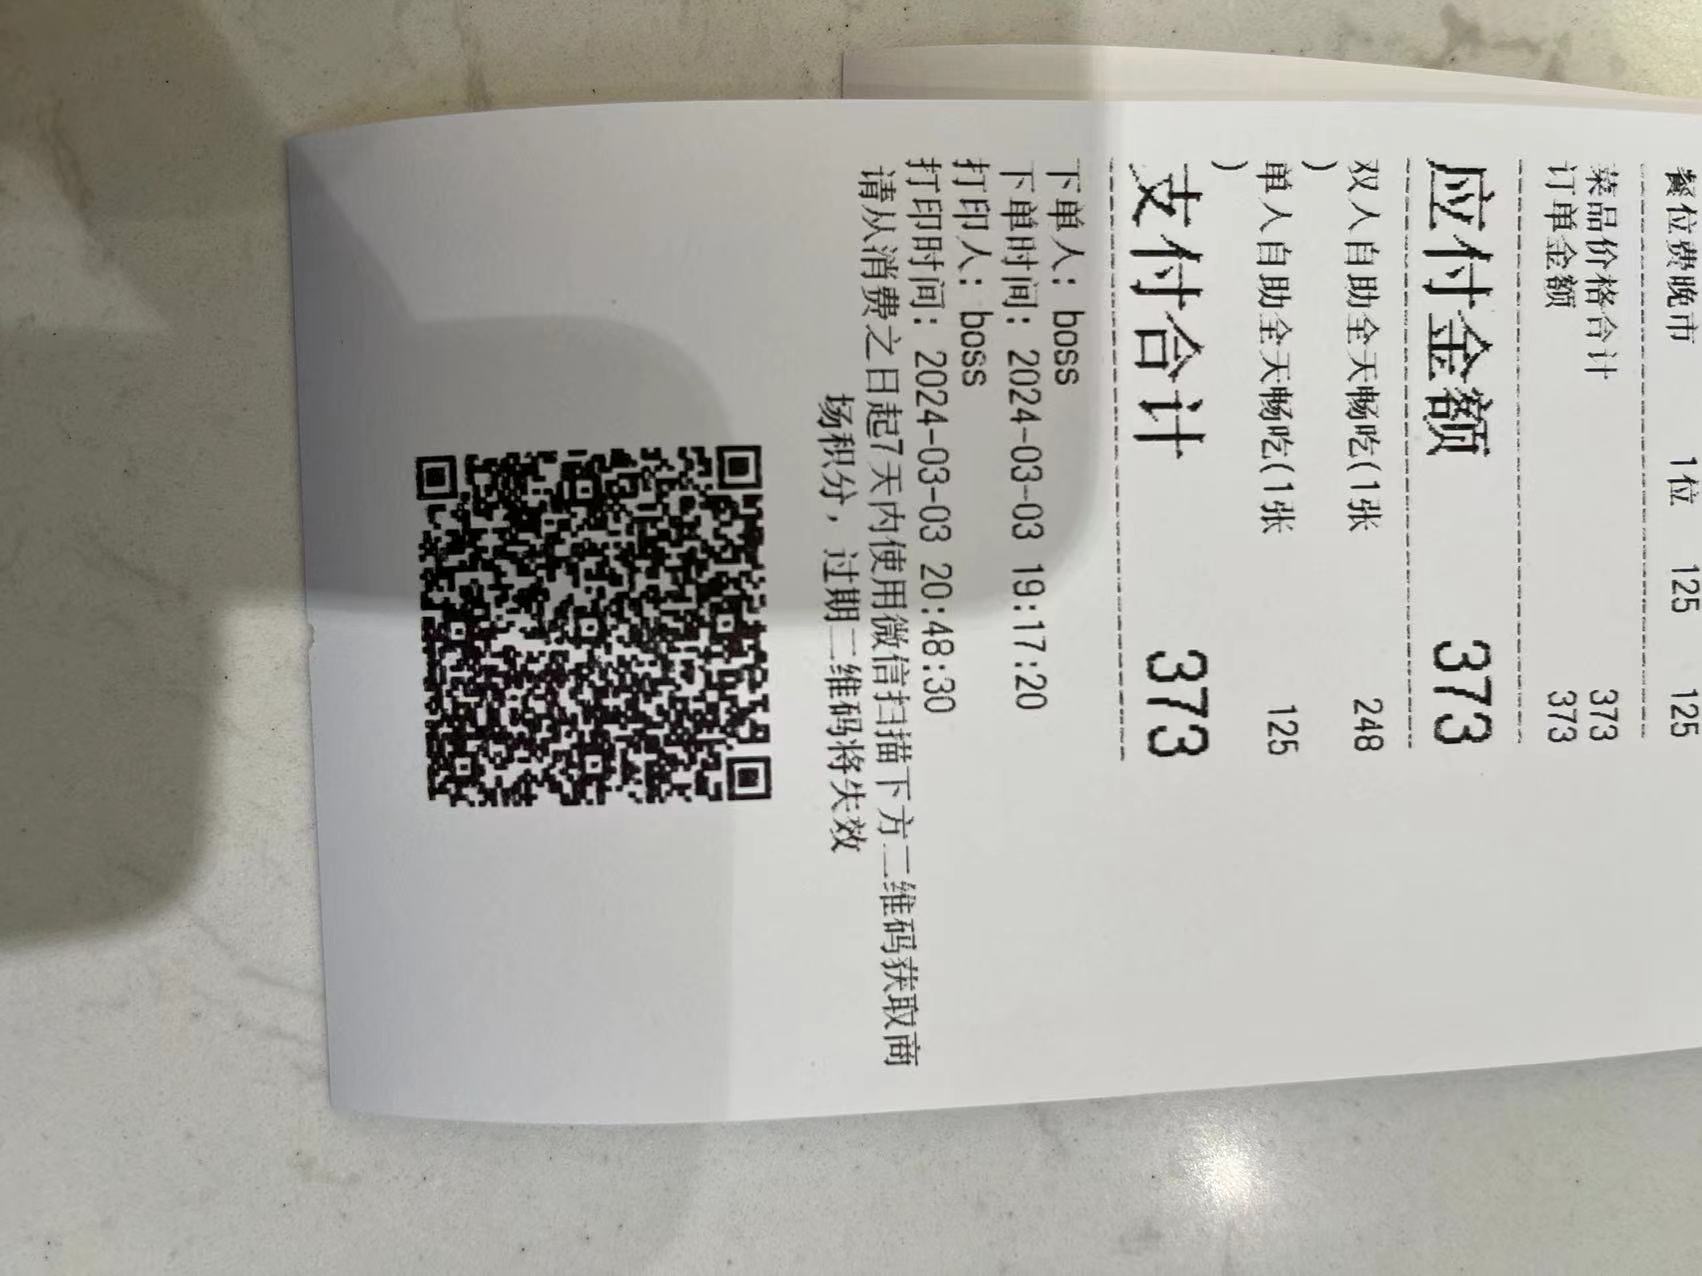 餐位费晚市 1位 125 125
菜品价格合计 373
订单金额 373
应付金额 373
双人自助全天畅吃(1张 248
)
单人自助全天畅吃(1张 125
)
支付合计 373
下单人: boss
下单时间: 2024-03-03 19:17:20
打印人: boss
打印时间: 2024-03-03 20:48:30
请从消费之日起7天内使用微信扫描下方二维码获取商
场积分，过期二维码将失效